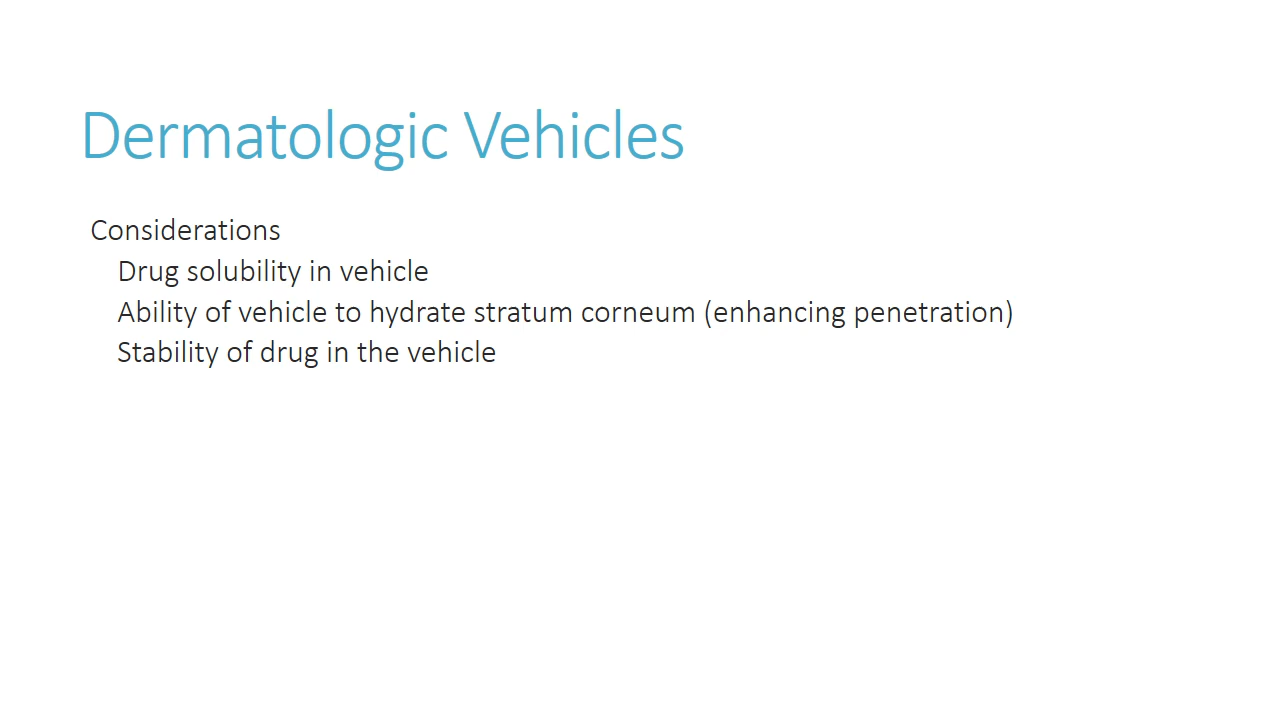 Dermatologic Vehicles
Considerations
Drug solubility in vehicle
Ability of vehicle to hydrate stratum corneum (enhancing penetration)
Stability of drug in the vehicle